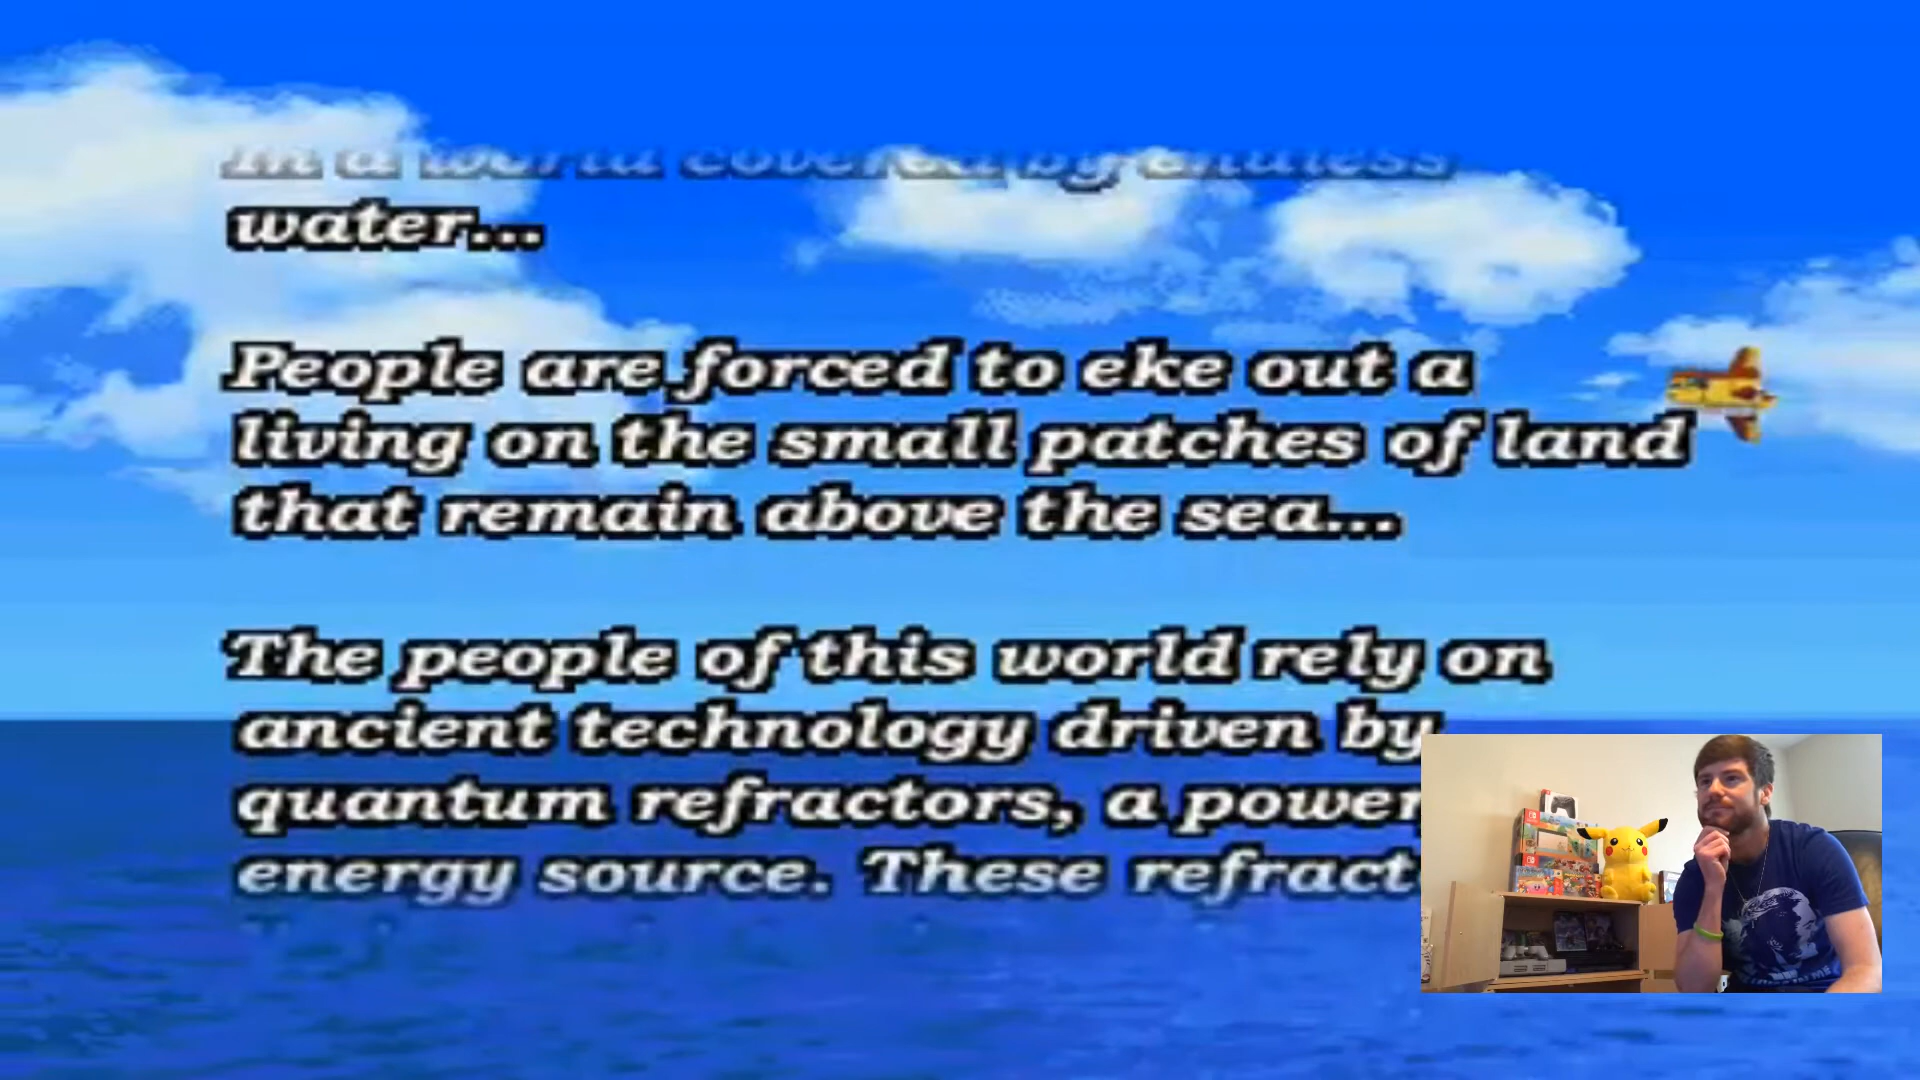 In a world covered by endless
water...
People are forced to eke out a
living on the small patches of land
that remain above the sea...
The people of this world rely on
ancient technology driven by
quantum refractors, a power
energy source. These refract